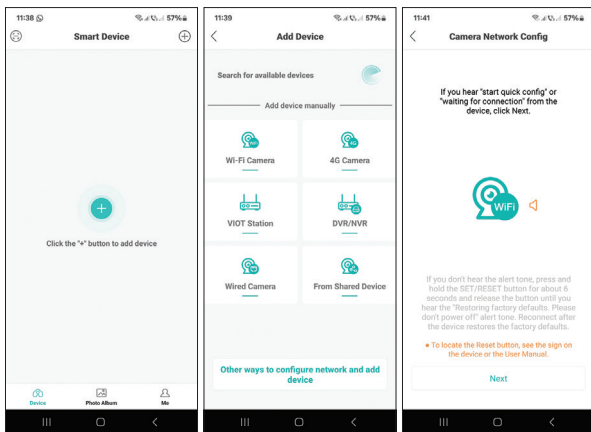 11:38
57%
Smart Device
Click the "+" button to add device
Device
Photo Album
Me
11:39
57%
Add Device
Search for available devices
Add device manually
WiFi
Wi-Fi Camera
4G
4G Camera
VIOT Station
DVR/NVR
Wired Camera
From Shared Device
Other ways to configure network and add
device
11:41
57%
Camera Network Config
If you hear "start quick config" or
"waiting for connection" from the
device, click Next.
WiFi
If you don't hear the alert tone, press and
hold the SET/RESET button for about 6
seconds and release the button until you
hear the "Restoring factory defaults. Please
don't power off" alert tone. Reconnect after
the device restores the factory defaults.
● To locate the Reset button, see the sign on
the device or the User Manual.
Next